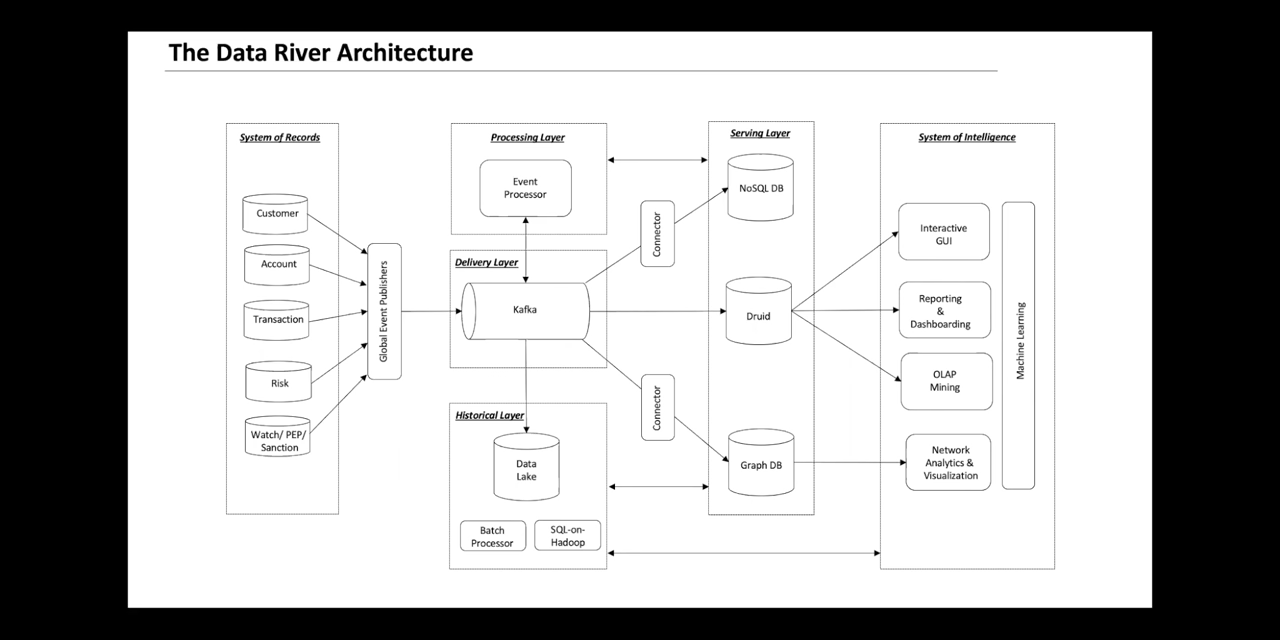 The Data River Architecture
System of Records
Customer
Account
Transaction
Risk
Watch/ PEP/
Sanction
Global Event Publishers
Processing Layer
Event
Processor
Delivery Layer
Kafka
Historical Layer
Data
Lake
Batch
Processor
SQL-on-
Hadoop
Connector
Connector
Serving Layer
NoSQL DB
Druid
Graph DB
System of Intelligence
Interactive
GUI
Reporting
&
Dashboarding
OLAP
Mining
Network
Analytics &
Visualization
Machine Learning